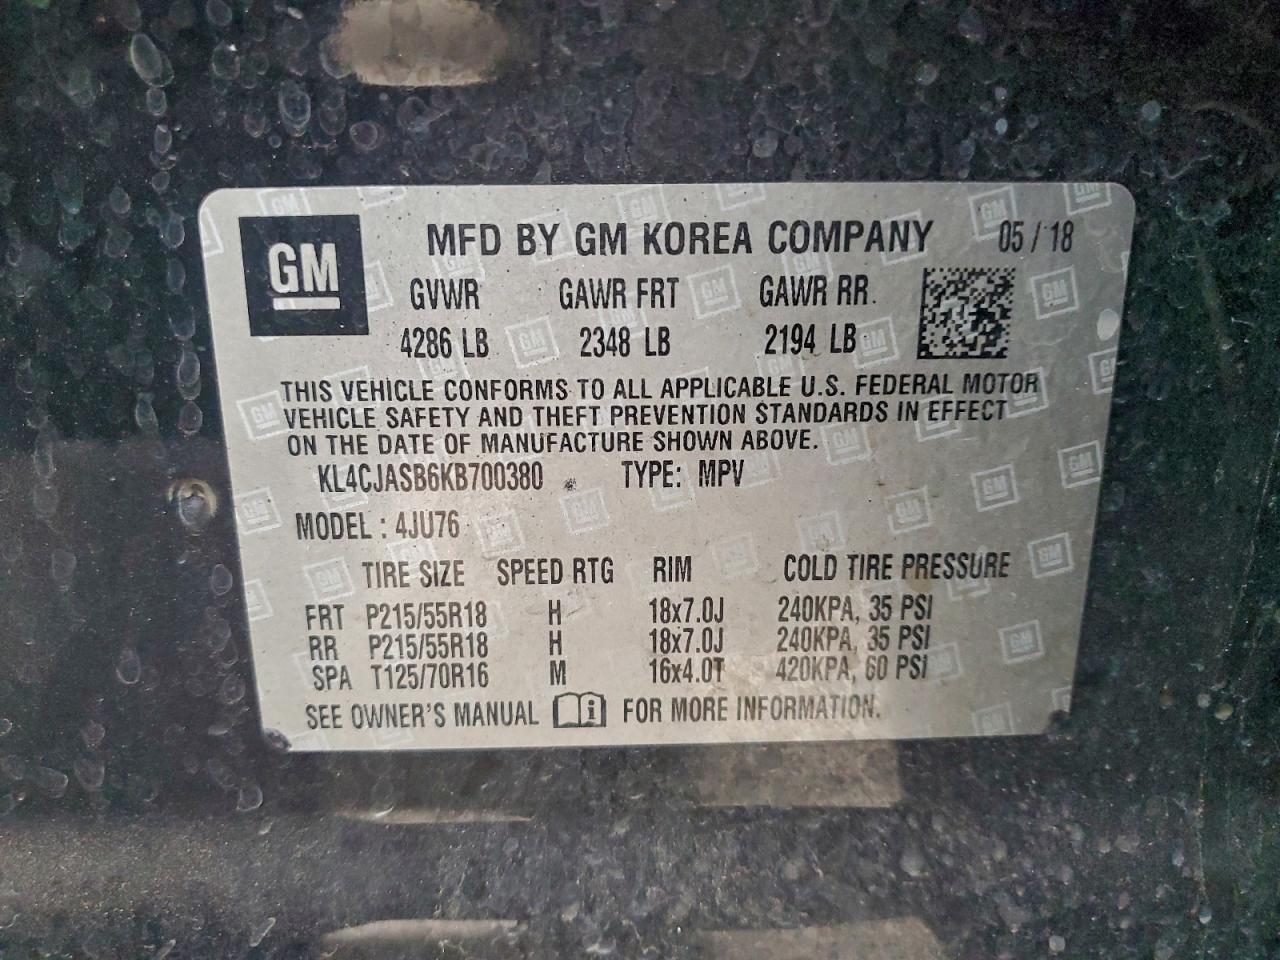 GM MFD BY GM KOREA COMPANY 05 / 18
GVWR GAWR FRT GAWR RR.
4286 LB 2348 LB 2194 LB
THIS VEHICLE CONFORMS TO ALL APPLICABLE U.S. FEDERAL MOTOR
VEHICLE SAFETY AND THEFT PREVENTION STANDARDS IN EFFECT
ON THE DATE OF MANUFACTURE SHOWN ABOVE.
KL4CJASB6KB700380 TYPE: MPV
MODEL : 4JU76
TIRE SIZE SPEED RTG RIM COLD TIRE PRESSURE
FRT P215/55R18 H 18x7.0J 240KPA, 35 PSI
RR P215/55R18 H 18x7.0J 240KPA, 35 PSI
SPA T125/70R16 M 16x4.0T 420KPA, 60 PSI
SEE OWNER'S MANUAL i FOR MORE INFORMATION.